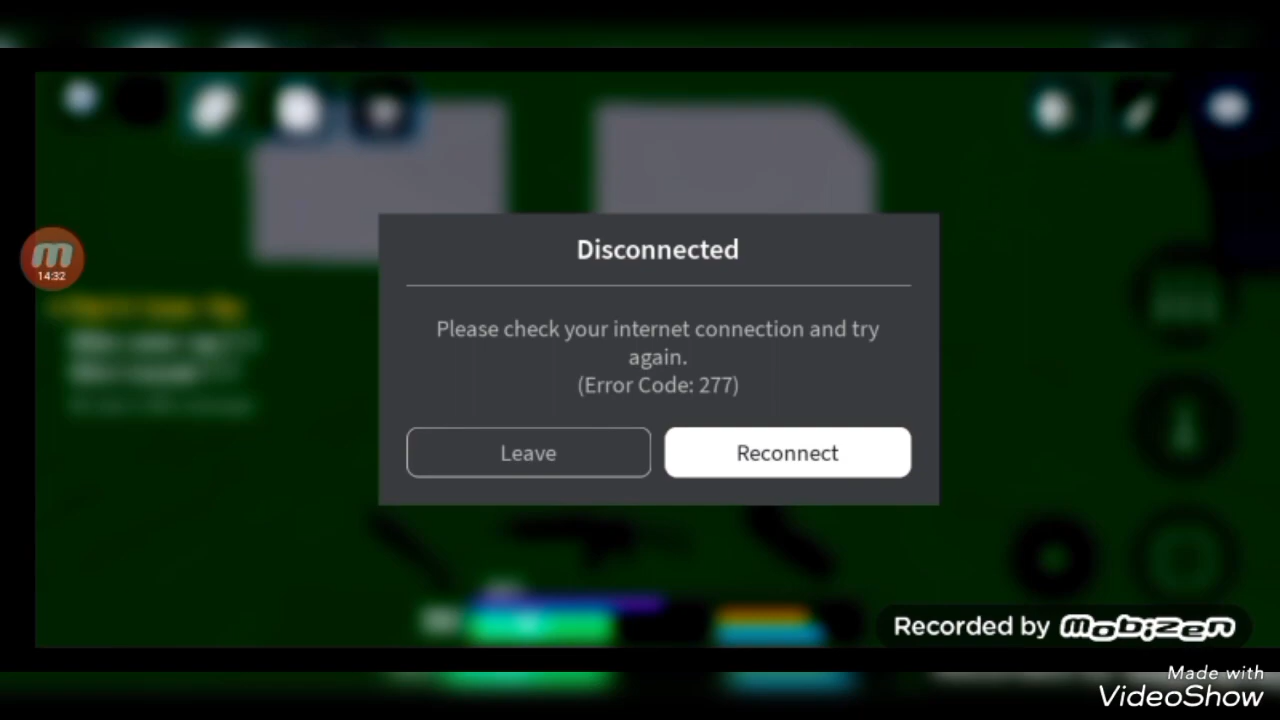 Disconnected
14:32
Please check your internet connection and try
again.
(Error Code: 277)
Leave
Reconnect
Recorded by mobizen
Made with
VideoShow